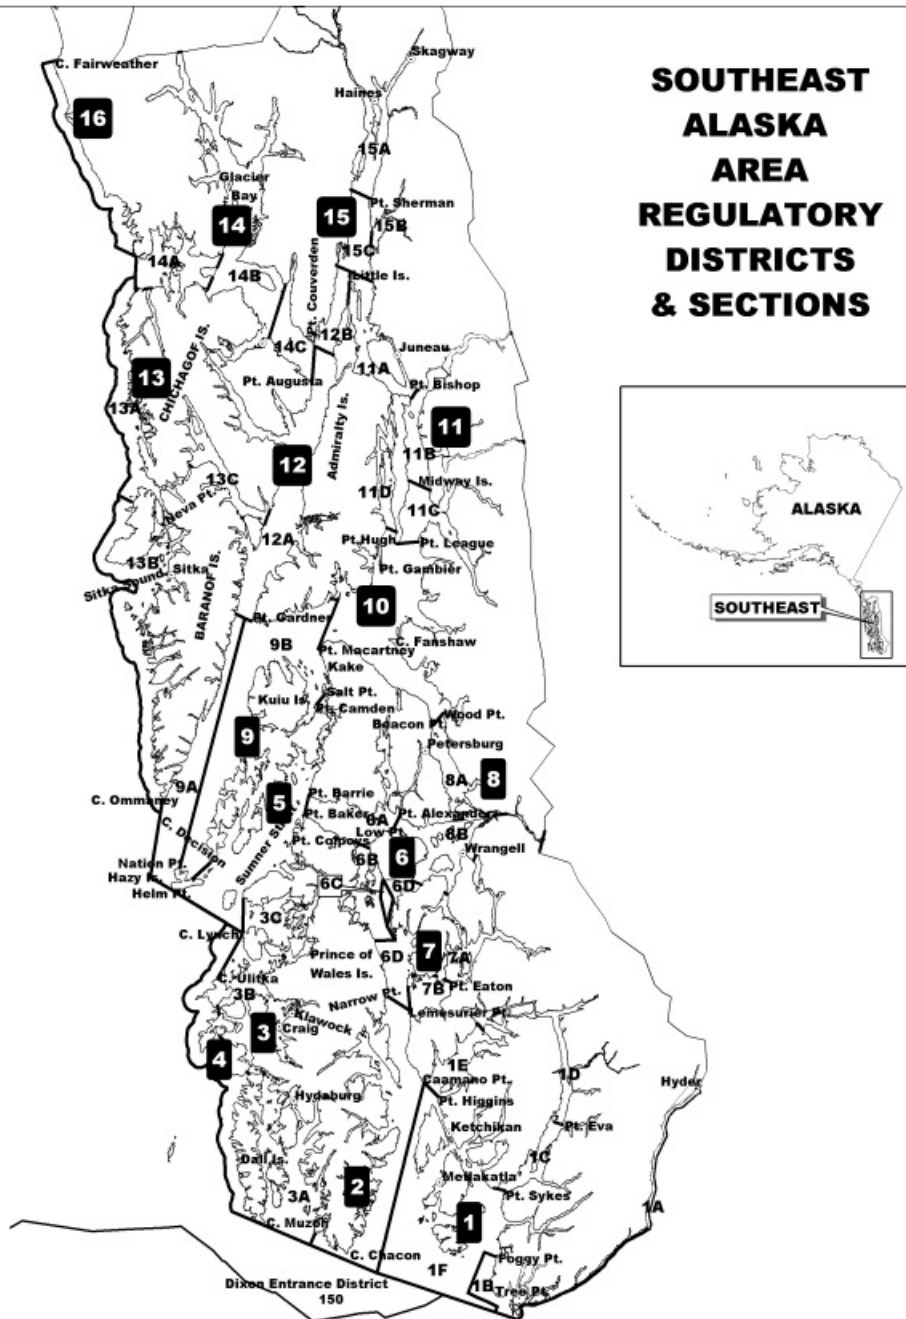 SOUTHEAST
ALASKA
AREA
REGULATORY
DISTRICTS
& SECTIONS
ALASKA
SOUTHEAST
Skagway
C. Fairweather
Haines
16
15A
Glacier
Bay
Pt. Sherman
14
15
15B
15C
14A
14B
Little Is.
Pt. Couverden
12B
14C
Juneau
CHICHAGOF IS.
11A
13
Pt. Augusta
Pt. Bishop
13A
Admiralty Is.
11
11B
12
13C
Midway Is.
11D
Neva Pt.
11C
12A
Pt.Hugh
Pt. League
13B
Sitka
Pt. Gambier
Sitka Sound
BARANOF IS.
10
Pt. Gardner
9B
C. Fanshaw
Pt. Macartney
Kake
Kuiu Is.
Salt Pt.
Pt. Camden
Wood Pt.
Beacon Pt.
9
Petersburg
8A
8
9A
5
Pt. Barrie
C. Ommaney
Pt. Baker
6A
Pt. Alexander
C. Decision
Sumner Str.
Low Pt.
8B
Pt. Colpoys
Wrangell
6B
6
Nation Pt.
Hazy Is.
6C
6D
Helm Pt.
3C
C. Lynch
7
Prince of
Wales Is.
6D
7A
C. Ulitka
7B
Pt. Eaton
3B
Narrow Pt.
Klawock
Lemesurier Pt.
3
Craig
4
1E
1D
Hyder
Caamano Pt.
Hydaburg
Pt. Higgins
Ketchikan
Pt. Eva
Dall Is.
1C
Metlakatla
2
3A
Pt. Sykes
1A
C. Muzon
1
C. Chacon
Foggy Pt.
1F
1B
Tree Pt.
Dixon Entrance District
150